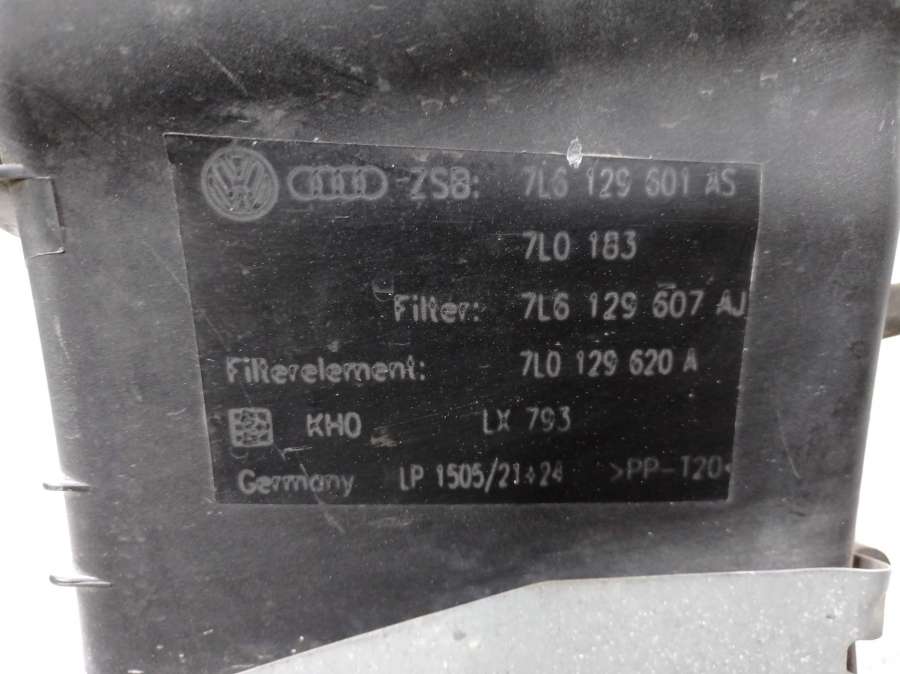 ZSB: 7L6 129 601 AS
7L0 183
Filter: 7L6 129 607 AJ
Filterelement: 7L0 129 620 A
KHO LX 793
Germany LP 1505/21+24 >PP-T20<